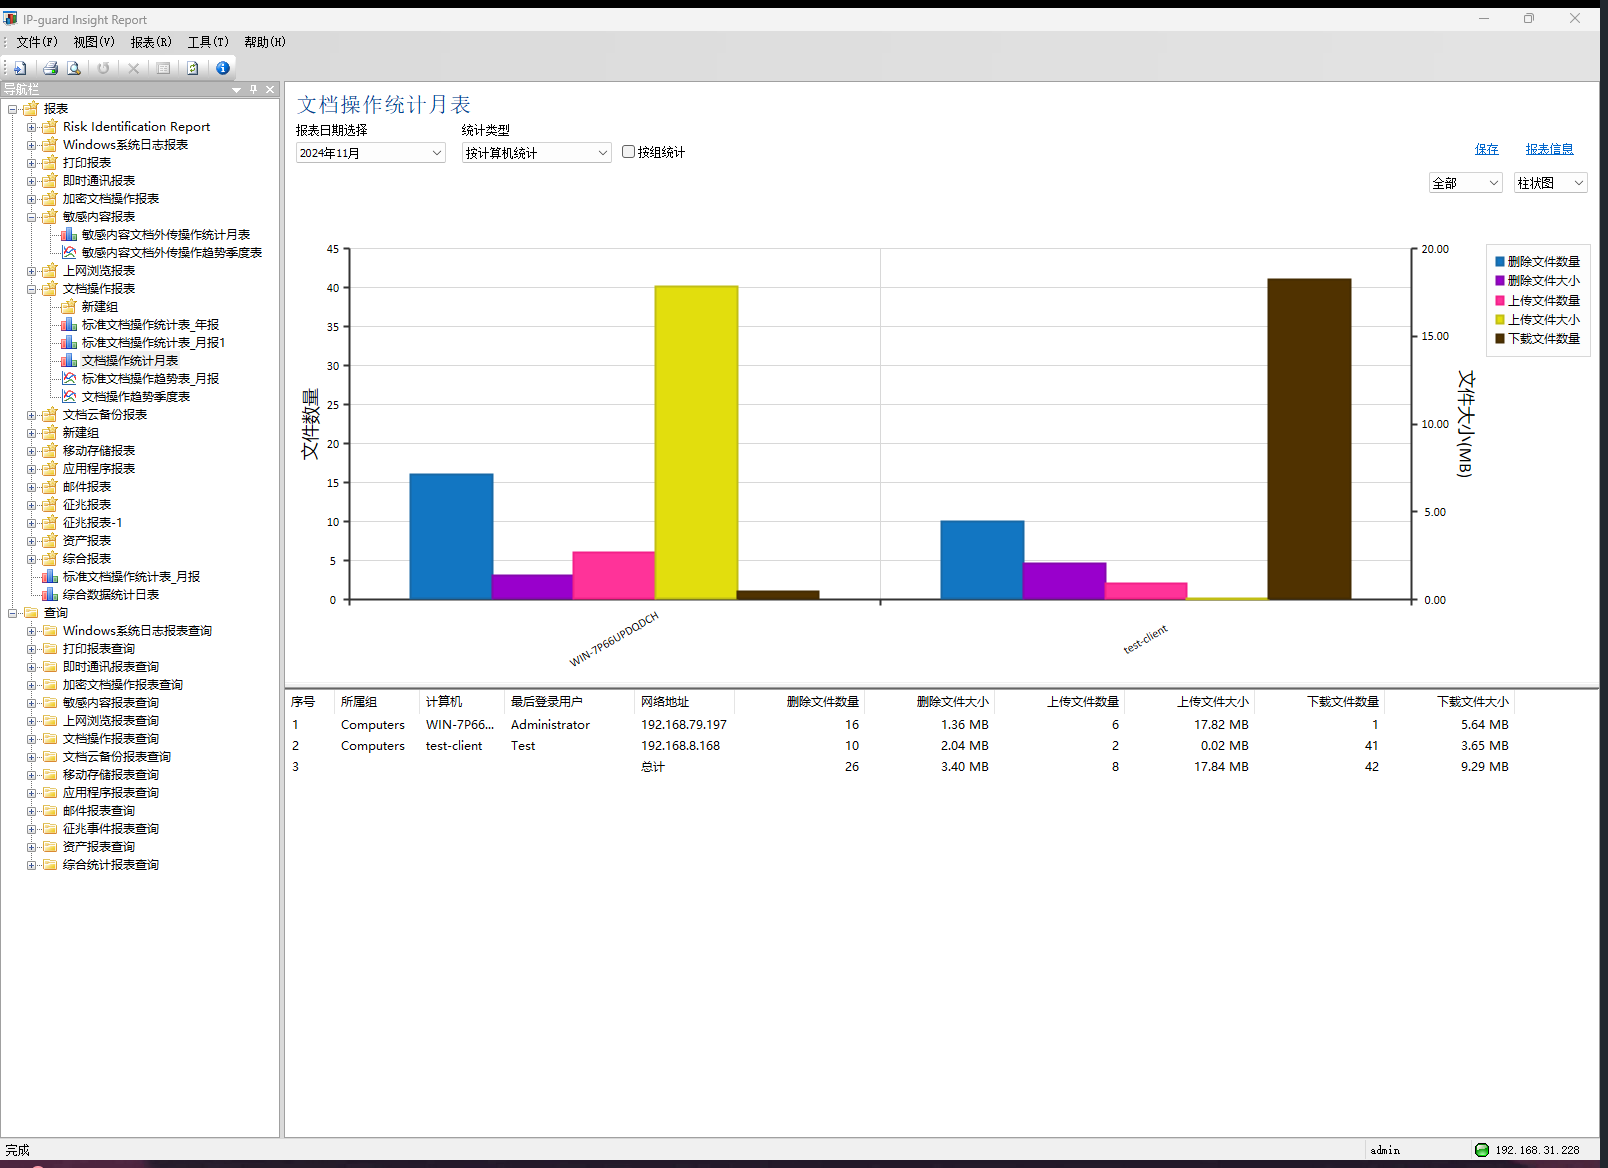 IP-guard Insight Report
文件(F) 视图(V) 报表(R) 工具(T) 帮助(H)
导航栏
报表
Risk Identification Report
Windows系统日志报表
打印报表
即时通讯报表
加密文档操作报表
敏感内容报表
敏感内容文档外传操作统计月表
敏感内容文档外传操作趋势季度表
上网浏览报表
文档操作报表
新建组
标准文档操作统计表_年报
标准文档操作统计表_月报1
文档操作统计月表
标准文档操作趋势表_月报
文档操作趋势季度表
文档云备份报表
新建组
移动存储报表
应用程序报表
邮件报表
征兆报表
征兆报表-1
资产报表
综合报表
标准文档操作统计表_月报
综合数据统计日表
查询
Windows系统日志报表查询
打印报表查询
即时通讯报表查询
加密文档操作报表查询
敏感内容报表查询
上网浏览报表查询
文档操作报表查询
文档云备份报表查询
移动存储报表查询
应用程序报表查询
邮件报表查询
征兆事件报表查询
资产报表查询
综合统计报表查询
文档操作统计月表
报表日期选择 统计类型
2024年11月 按计算机统计 按组统计
保存 报表信息
全部 柱状图
45
40
35
30
25
20
15
10
5
0
文件数量
20.00
15.00
10.00
5.00
0.00
文件大小(MB)
删除文件数量
删除文件大小
上传文件数量
上传文件大小
下载文件数量
WIN-7P66UPDQDCH
test-client
序号 所属组 计算机 最后登录用户 网络地址 删除文件数量 删除文件大小 上传文件数量 上传文件大小 下载文件数量 下载文件大小
1 Computers WIN-7P66... Administrator 192.168.79.197 16 1.36 MB 6 17.82 MB 1 5.64 MB
2 Computers test-client Test 192.168.8.168 10 2.04 MB 2 0.02 MB 41 3.65 MB
3 总计 26 3.40 MB 8 17.84 MB 42 9.29 MB
完成 admin 192.168.31.228